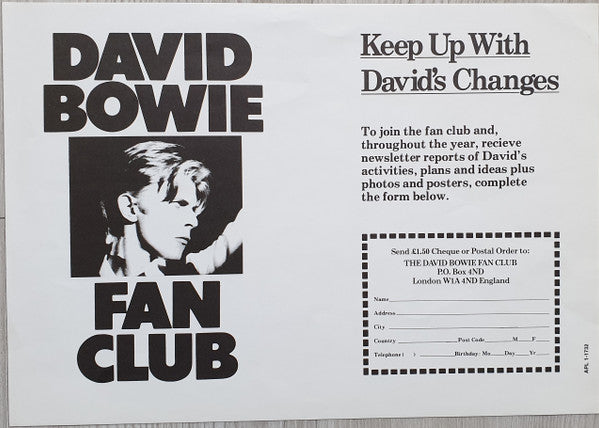 DAVID
BOWIE
FAN
CLUB
Keep Up With
David's Changes
To join the fan club and,
throughout the year, recieve
newsletter reports of David's
activities, plans and ideas plus
photos and posters, complete
the form below.
Send £1.50 Cheque or Postal Order to:
THE DAVID BOWIE FAN CLUB
P.O. Box 4ND
London W1A 4ND England
Name
Address
City
Country Post Code M F
Telephone ( ) Birthday: Mo Day Yr
APL 1-1732